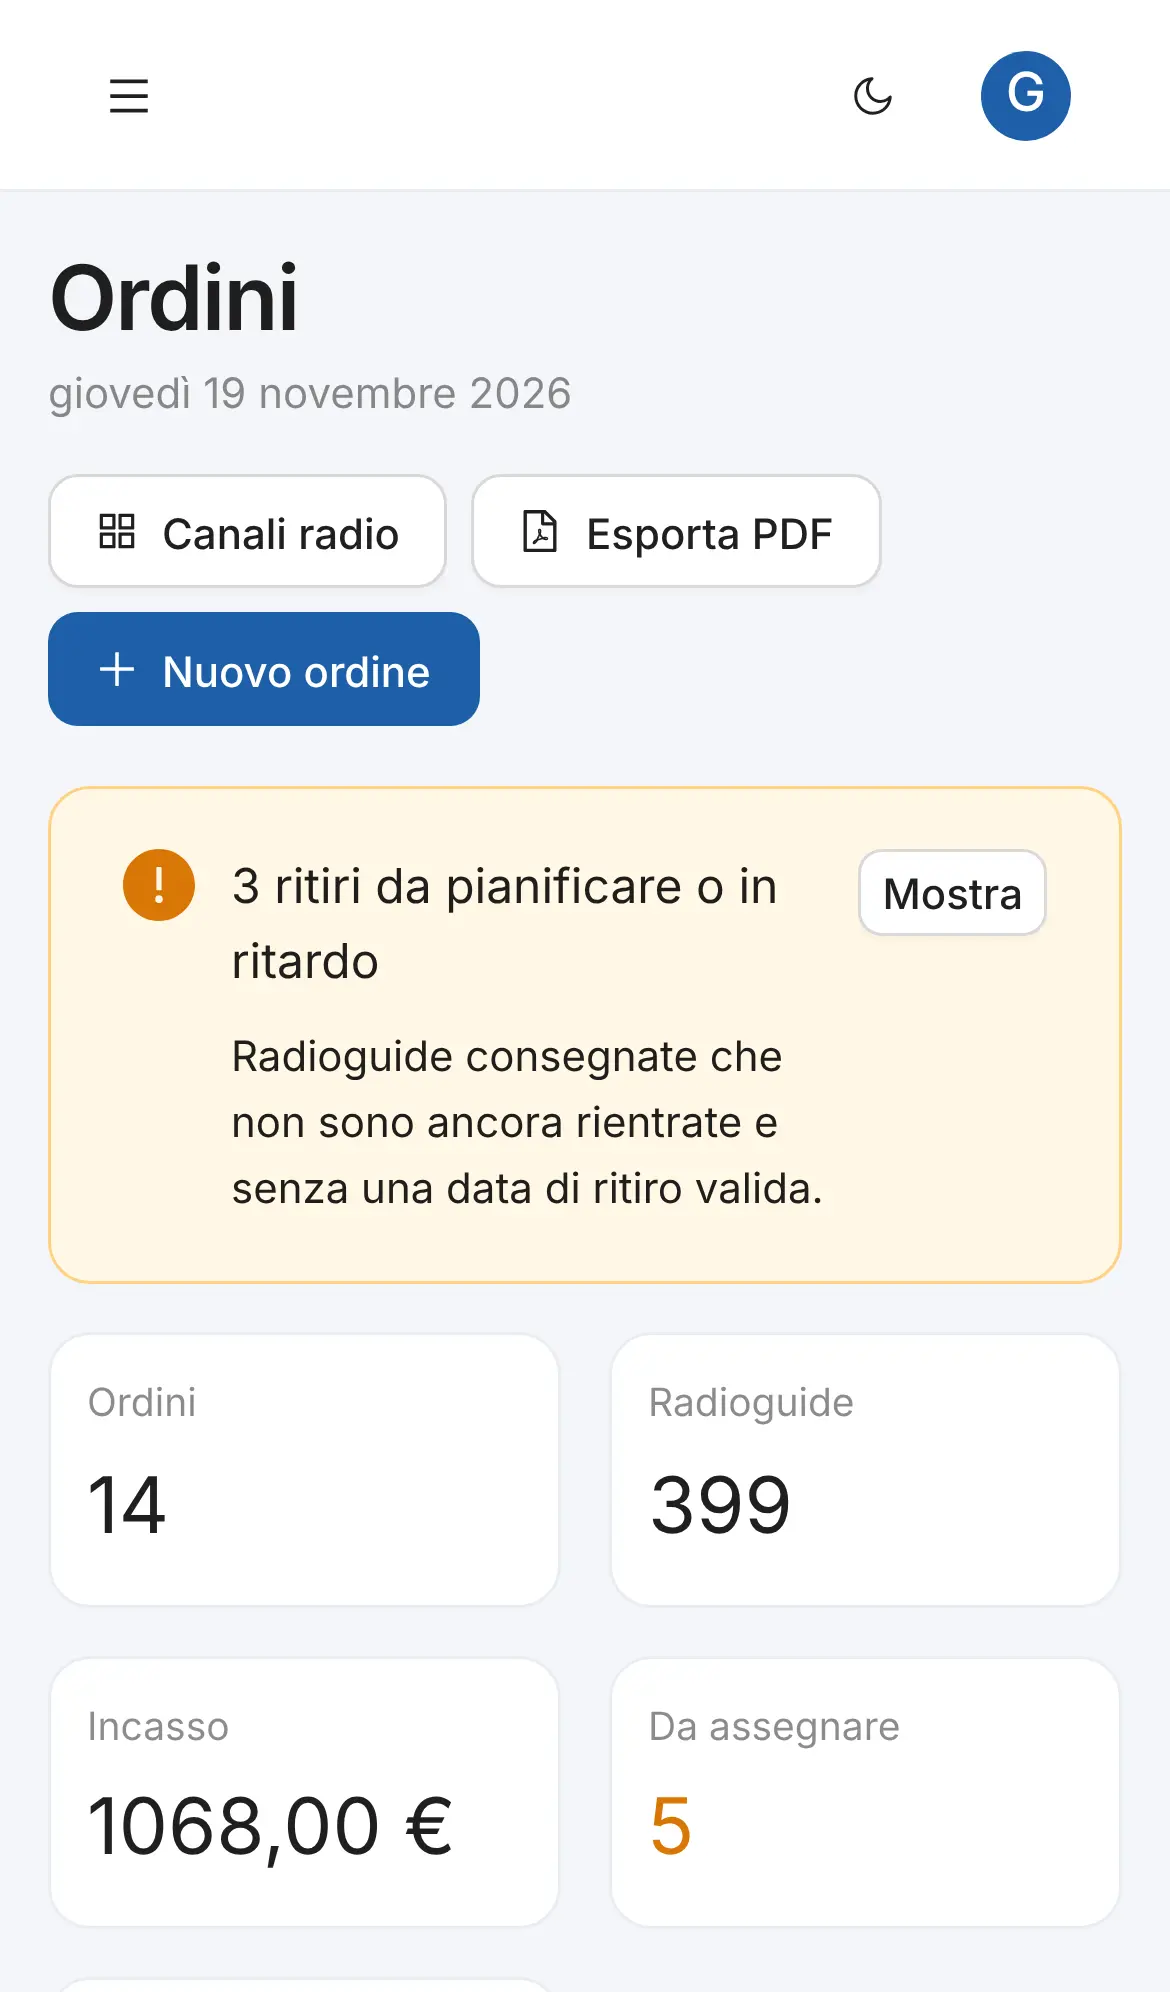 G
Ordini
giovedì 19 novembre 2026
Canali radio
Esporta PDF
Nuovo ordine
3 ritiri da pianificare o in
ritardo
Mostra
Radioguide consegnate che
non sono ancora rientrate e
senza una data di ritiro valida.
Ordini
14
Radioguide
399
Incasso
1068,00 €
Da assegnare
5